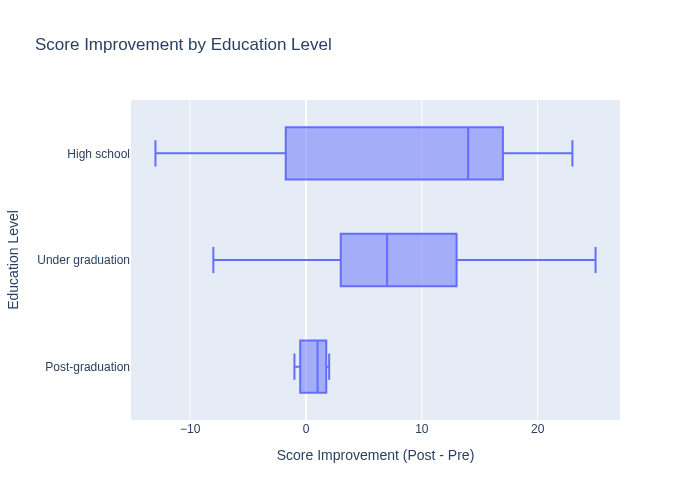 Score Improvement by Education Level
High school
Under graduation
Post-graduation
Education Level
−10
0
10
20
Score Improvement (Post - Pre)